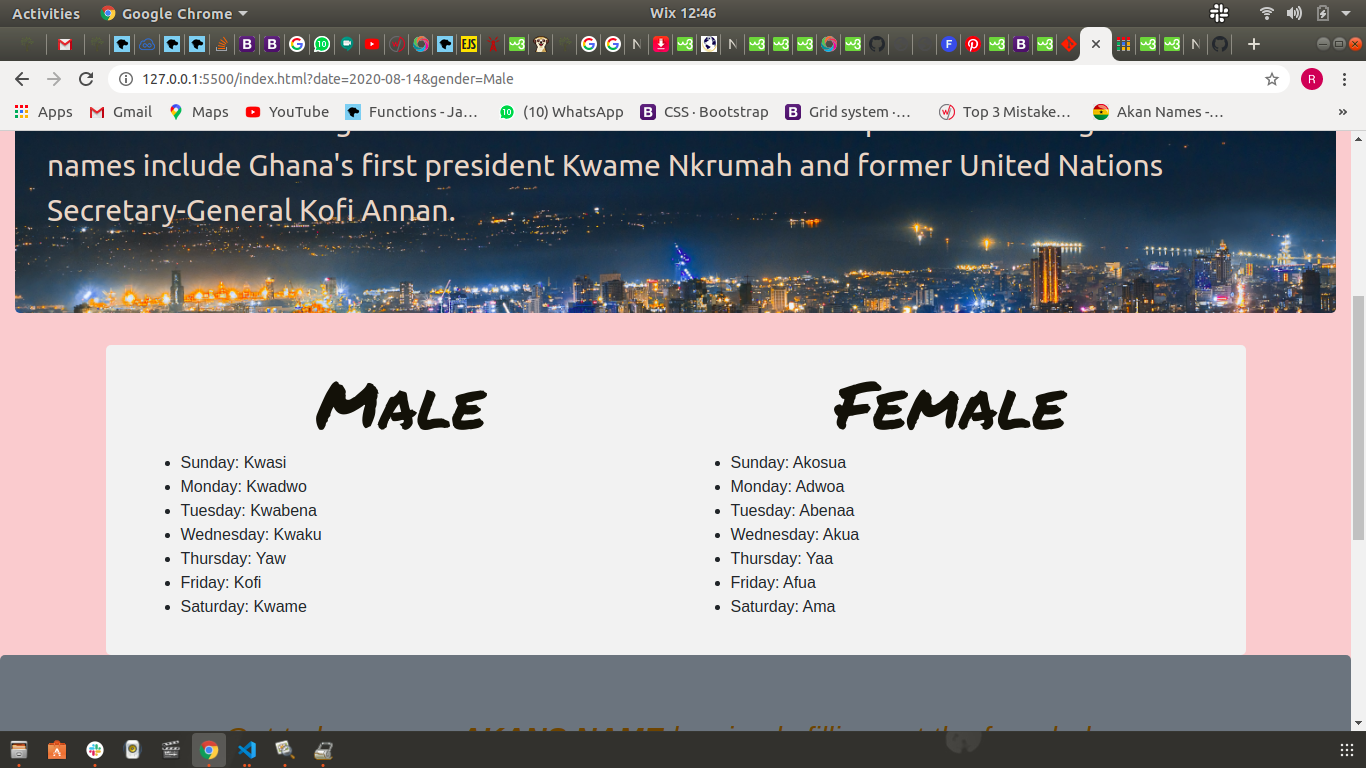 Activities Google Chrome Wix 12:46
127.0.0.1:5500/index.html?date=2020-08-14&gender=Male
Apps Gmail Maps YouTube Functions - Ja… (10) WhatsApp CSS · Bootstrap Grid system ·… Top 3 Mistake… Akan Names -…
names include Ghana's first president Kwame Nkrumah and former United Nations
Secretary-General Kofi Annan.
Male
Sunday: Kwasi
Monday: Kwadwo
Tuesday: Kwabena
Wednesday: Kwaku
Thursday: Yaw
Friday: Kofi
Saturday: Kwame
Female
Sunday: Akosua
Monday: Adwoa
Tuesday: Abenaa
Wednesday: Akua
Thursday: Yaa
Friday: Afua
Saturday: Ama
AKANS NAME